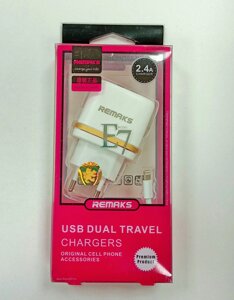 2.4A
REMAKS
E7
REMAKS
USB DUAL TRAVEL
CHARGERS
ORIGINAL CELL PHONE
ACCESSORIES
Premium
Product